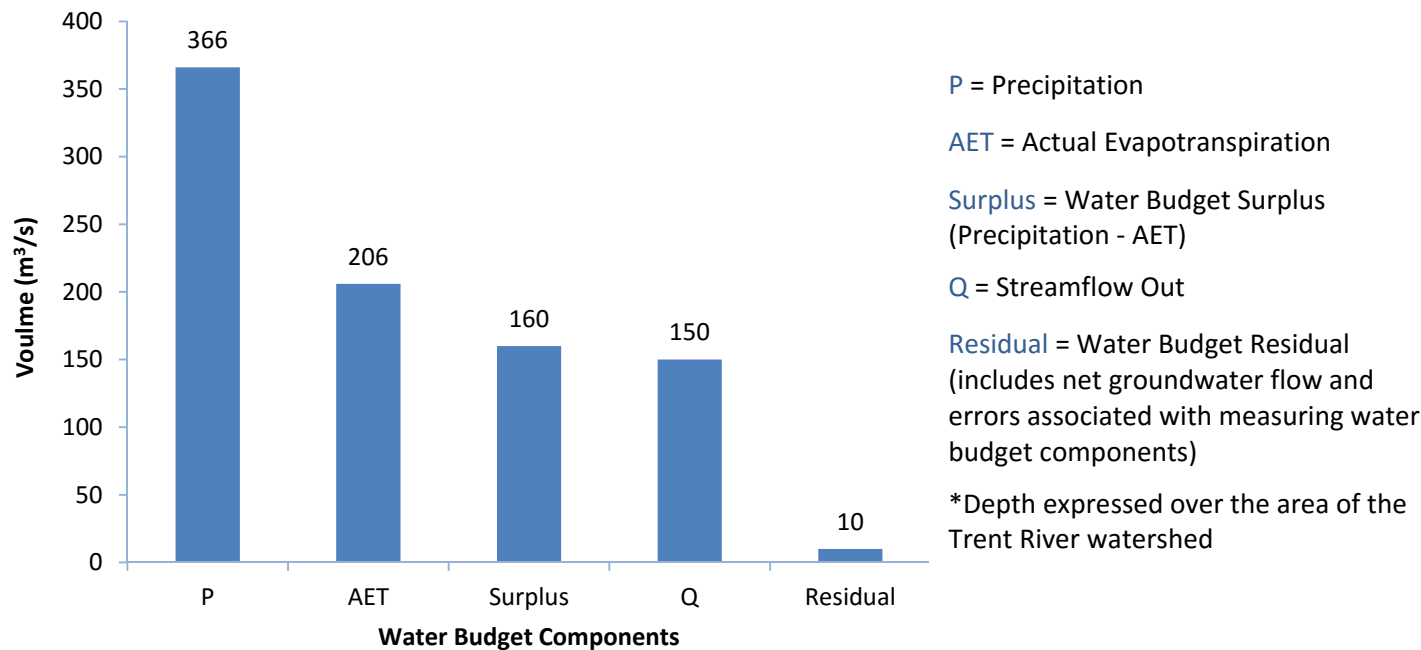 400
350
300
250
200
150
100
50
0
Voulme (m³/s)
366
206
160
150
10
P
AET
Surplus
Q
Residual
Water Budget Components
P = Precipitation
AET = Actual Evapotranspiration
Surplus = Water Budget Surplus
(Precipitation - AET)
Q = Streamflow Out
Residual = Water Budget Residual
(includes net groundwater flow and
errors associated with measuring water
budget components)
*Depth expressed over the area of the
Trent River watershed